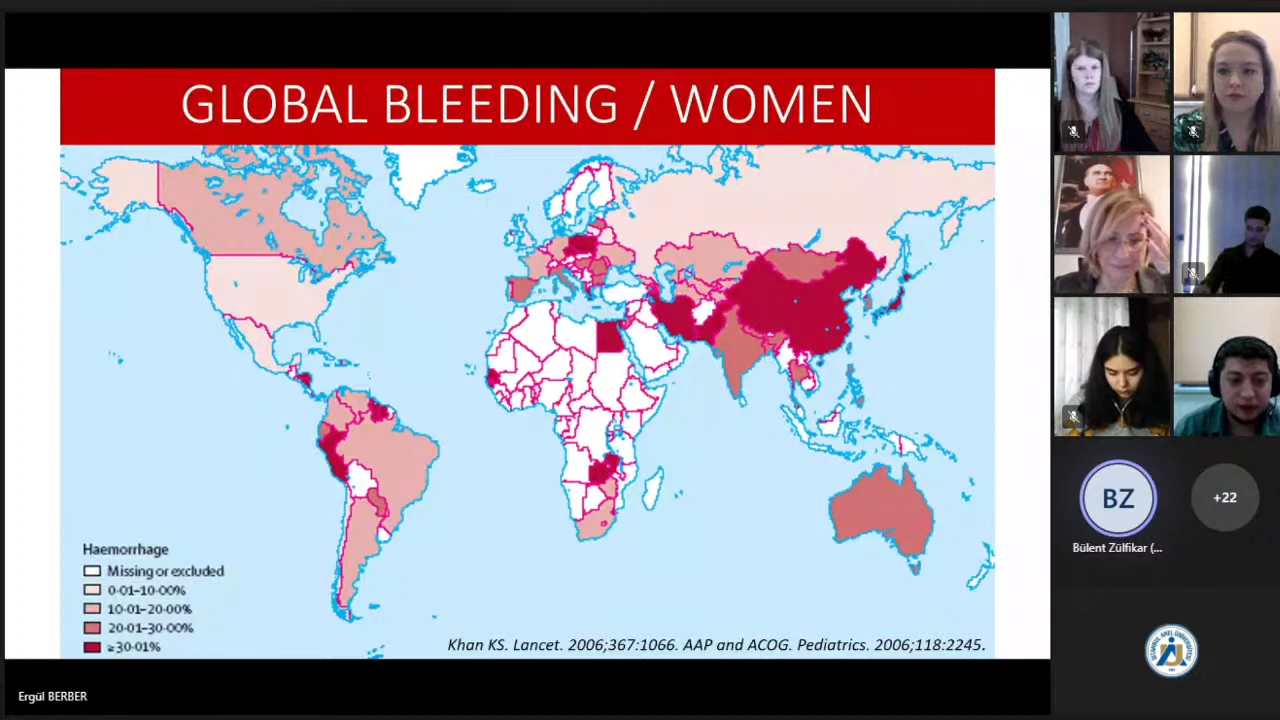 GLOBAL BLEEDING / WOMEN
Haemorrhage
Missing or excluded
0·01–10·00%
10·01–20·00%
20·01–30·00%
≥30·01%
Khan KS. Lancet. 2006;367:1066. AAP and ACOG. Pediatrics. 2006;118:2245.
Ergül BERBER
BZ
+22
Bülent Zülfikar (...